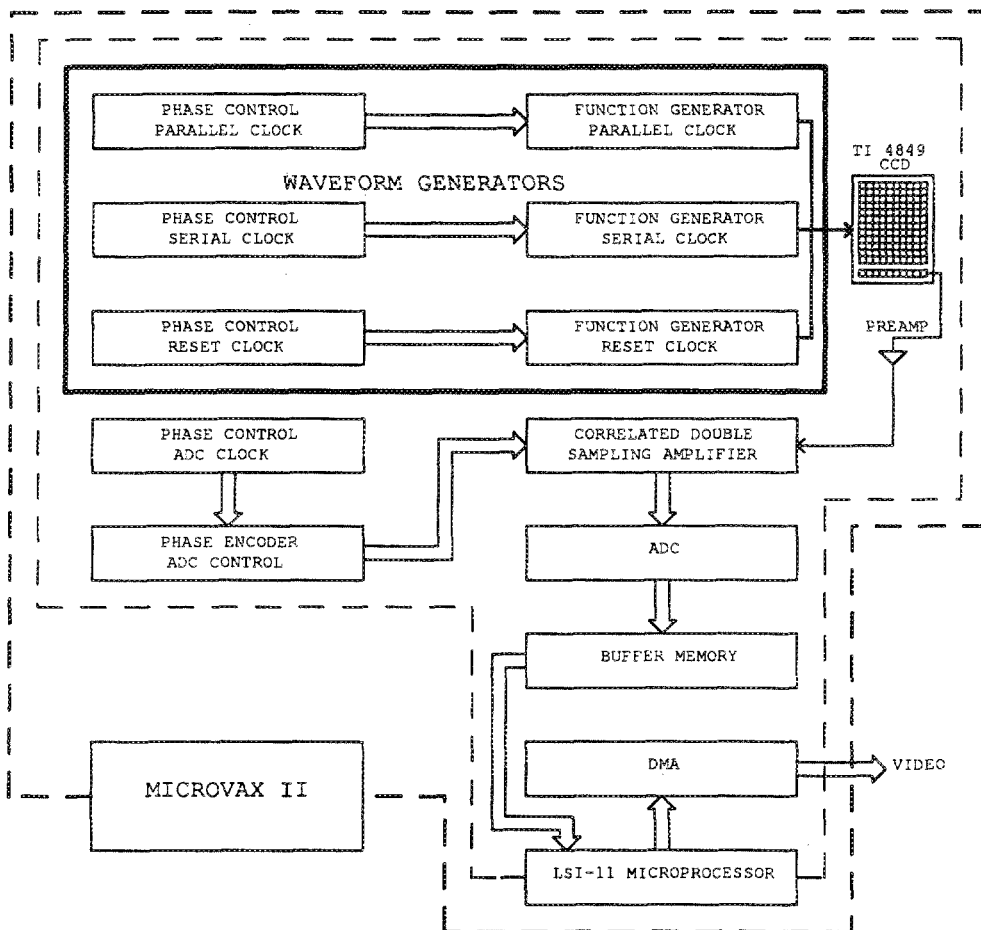 PHASE CONTROL
PARALLEL CLOCK
FUNCTION GENERATOR
PARALLEL CLOCK
TI 4849
CCD
WAVEFORM GENERATORS
PHASE CONTROL
SERIAL CLOCK
FUNCTION GENERATOR
SERIAL CLOCK
PHASE CONTROL
RESET CLOCK
FUNCTION GENERATOR
RESET CLOCK
PREAMP
PHASE CONTROL
ADC CLOCK
CORRELATED DOUBLE
SAMPLING AMPLIFIER
PHASE ENCODER
ADC CONTROL
ADC
BUFFER MEMORY
MICROVAX II
DMA
VIDEO
LSI-11 MICROPROCESSOR